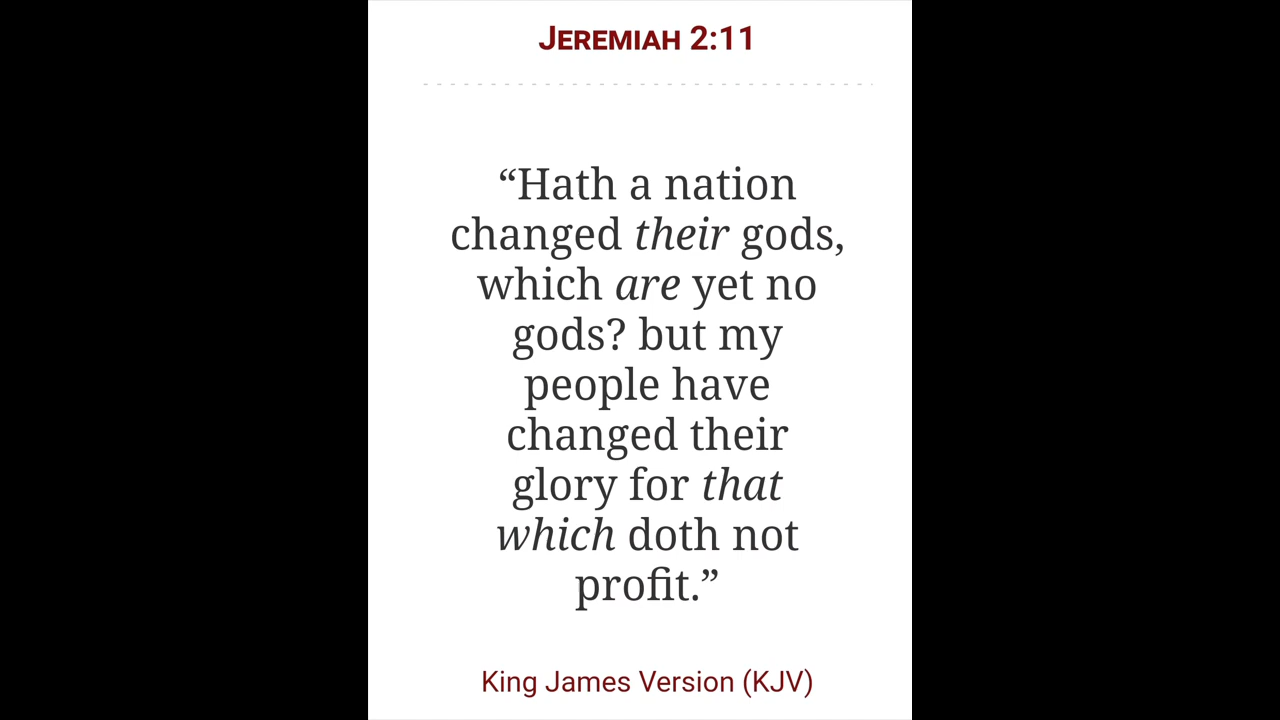 JEREMIAH 2:11
“Hath a nation
changed their gods,
which are yet no
gods? but my
people have
changed their
glory for that
which doth not
profit.”
King James Version (KJV)